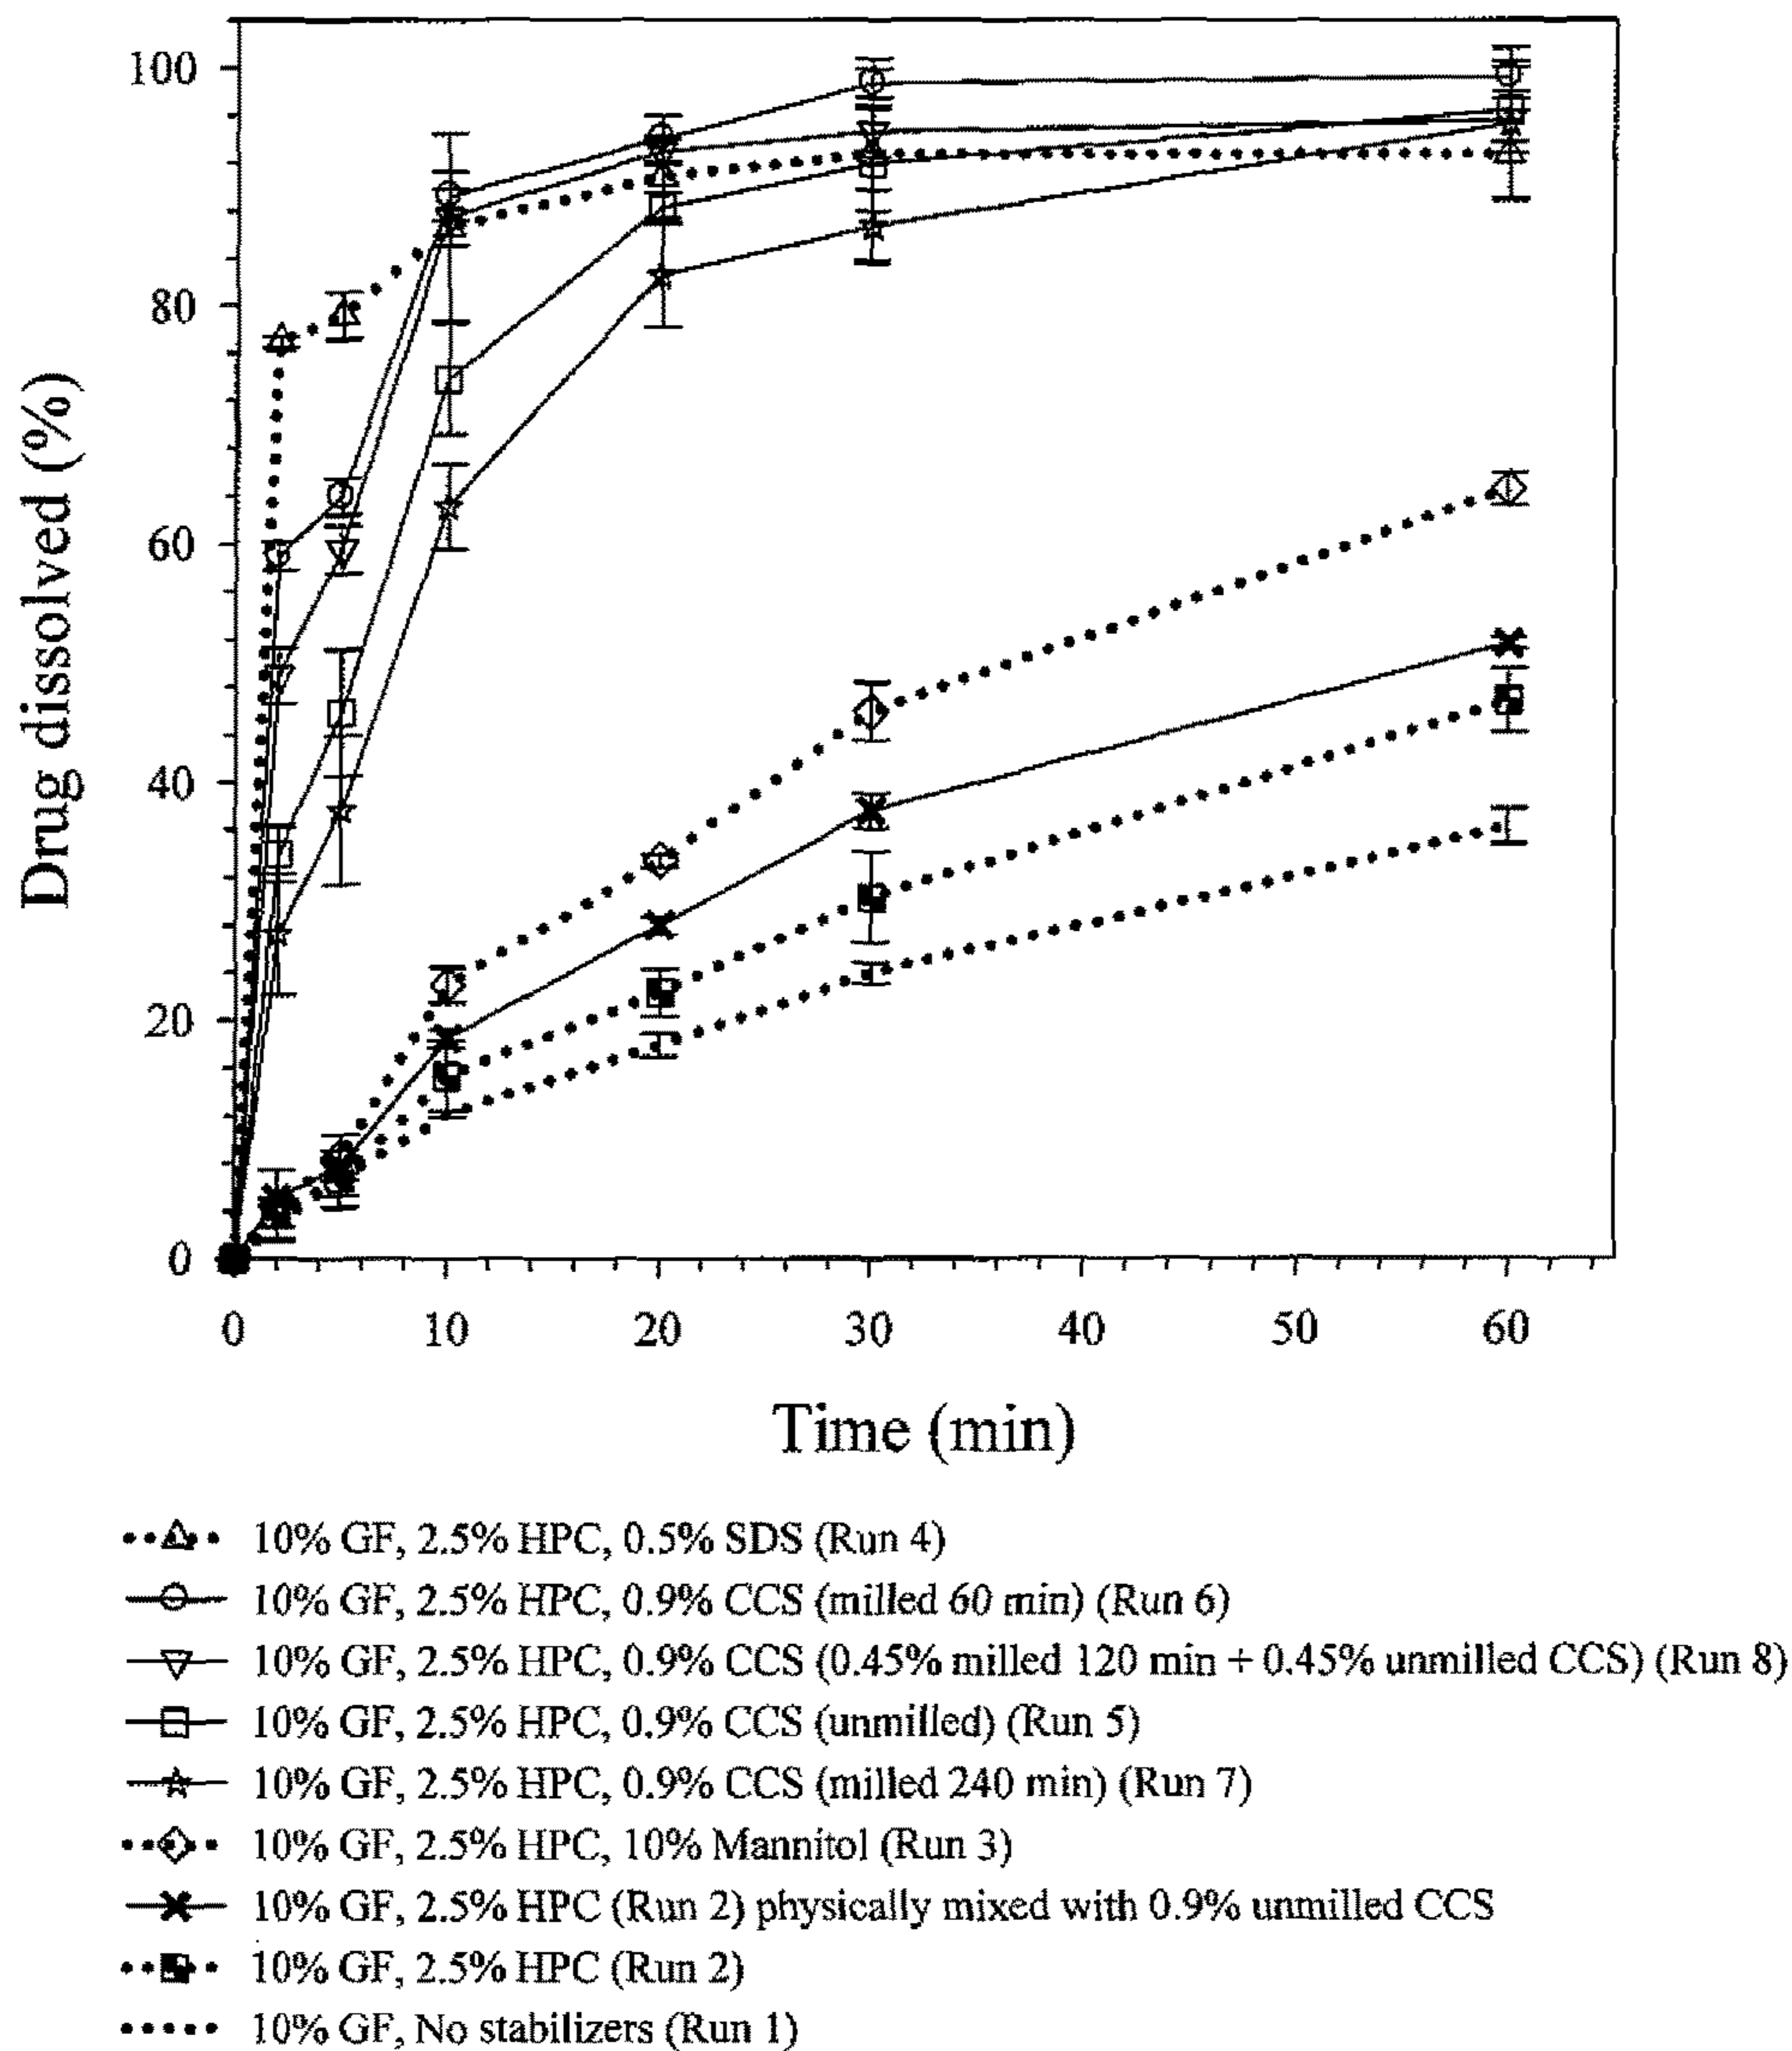 100
80
60
40
20
0
Drug dissolved (%)
0 10 20 30 40 50 60
Time (min)
10% GF, 2.5% HPC, 0.5% SDS (Run 4)
10% GF, 2.5% HPC, 0.9% CCS (milled 60 min) (Run 6)
10% GF, 2.5% HPC, 0.9% CCS (0.45% milled 120 min + 0.45% unmilled CCS) (Run 8)
10% GF, 2.5% HPC, 0.9% CCS (unmilled) (Run 5)
10% GF, 2.5% HPC, 0.9% CCS (milled 240 min) (Run 7)
10% GF, 2.5% HPC, 10% Mannitol (Run 3)
10% GF, 2.5% HPC (Run 2) physically mixed with 0.9% unmilled CCS
10% GF, 2.5% HPC (Run 2)
10% GF, No stabilizers (Run 1)